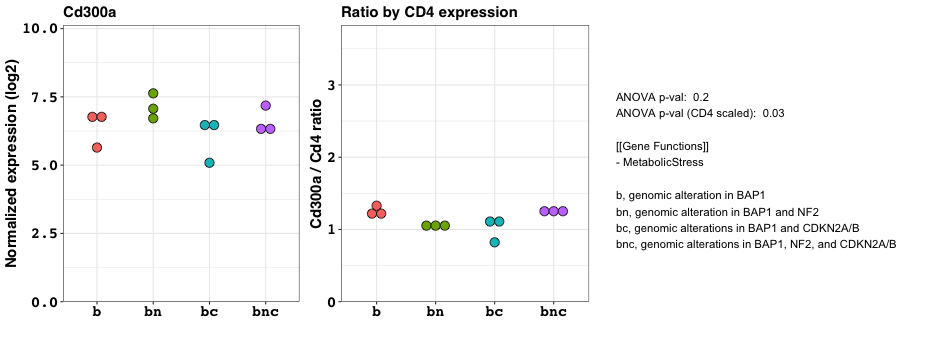 Cd300a
Normalized expression (log2)
10.0
7.5
5.0
2.5
0.0
b bn bc bnc
Ratio by CD4 expression
Cd300a / Cd4 ratio
3
2
1
0
b bn bc bnc
ANOVA p-val: 0.2
ANOVA p-val (CD4 scaled): 0.03
[[Gene Functions]]
- MetabolicStress
b, genomic alteration in BAP1
bn, genomic alteration in BAP1 and NF2
bc, genomic alterations in BAP1 and CDKN2A/B
bnc, genomic alterations in BAP1, NF2, and CDKN2A/B